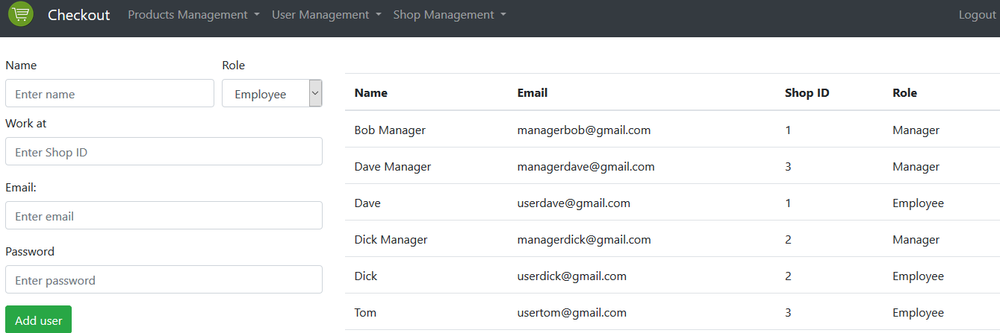 Checkout Products Management User Management Shop Management Logout
Name Role
Enter name Employee
Work at
Enter Shop ID
Email:
Enter email
Password
Enter password
Add user
Name Email Shop ID Role
Bob Manager managerbob@gmail.com 1 Manager
Dave Manager managerdave@gmail.com 3 Manager
Dave userdave@gmail.com 1 Employee
Dick Manager managerdick@gmail.com 2 Manager
Dick userdick@gmail.com 2 Employee
Tom usertom@gmail.com 3 Employee